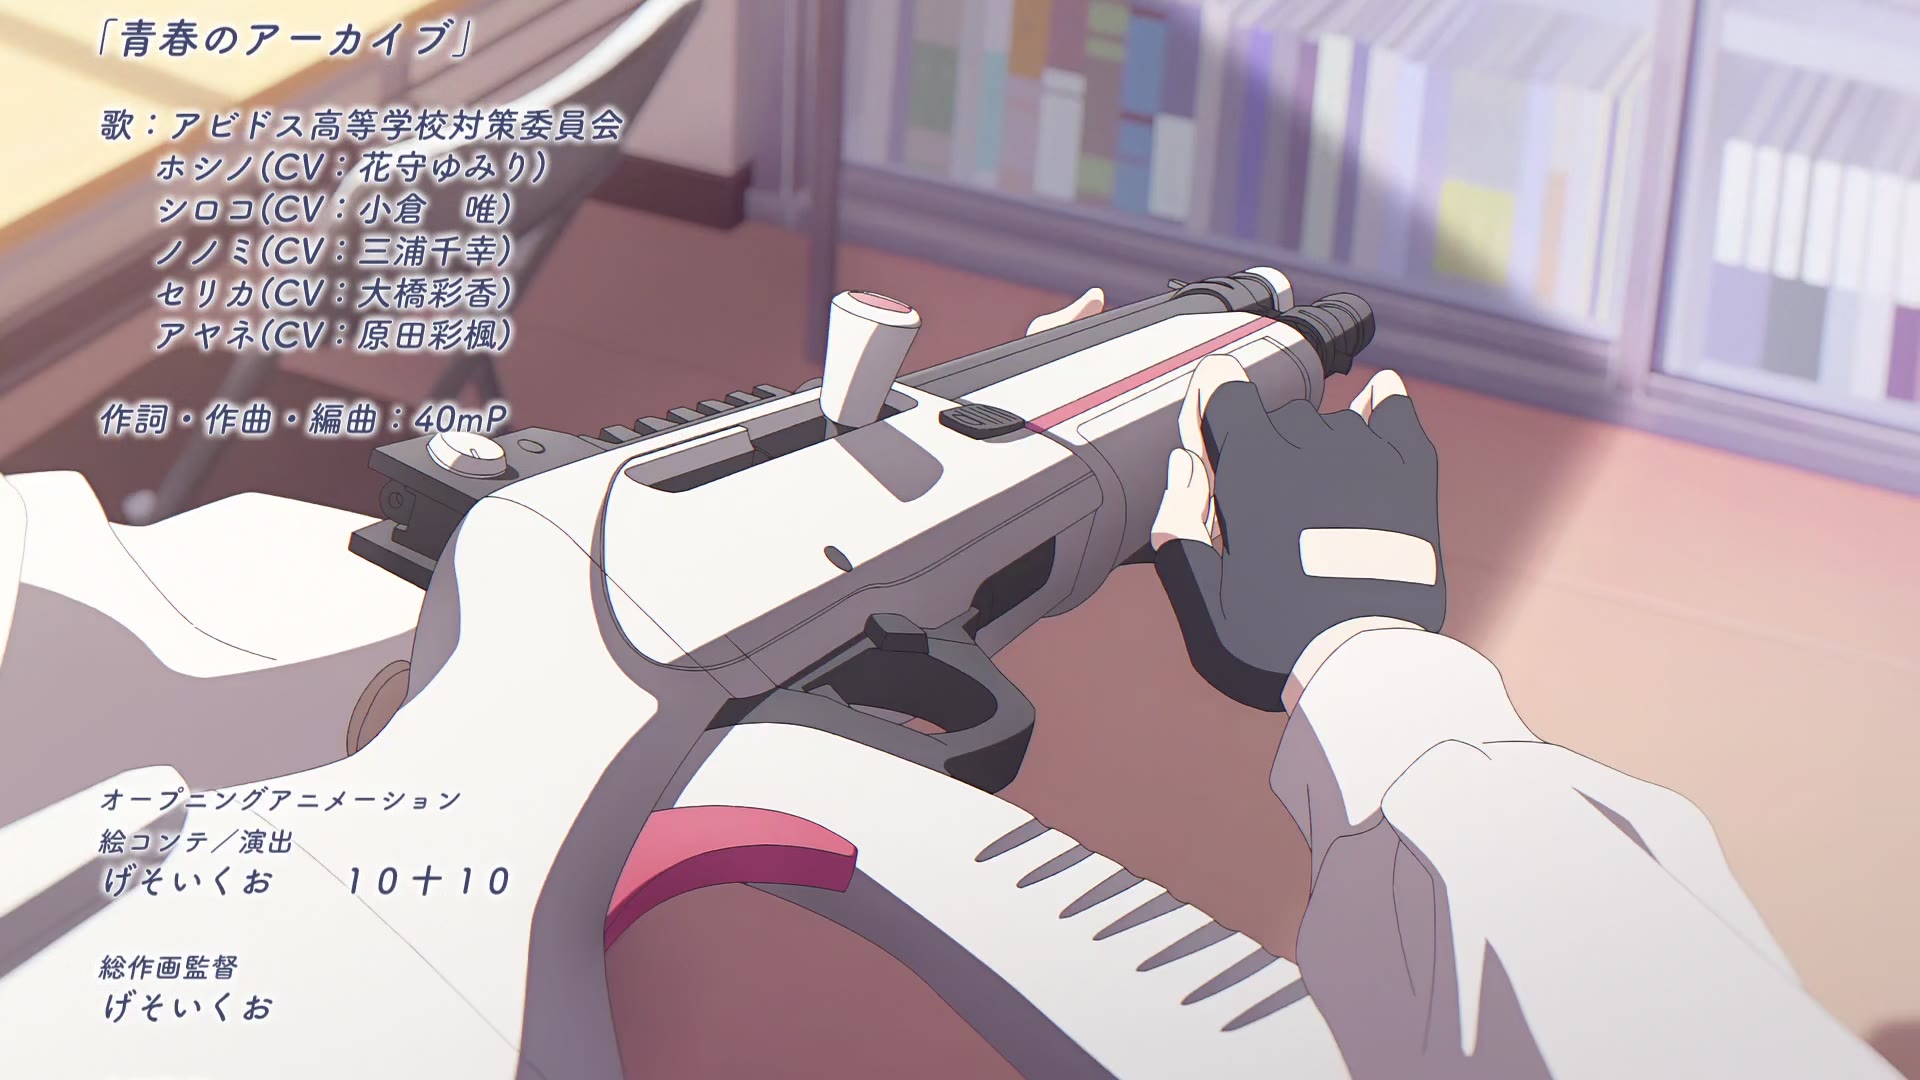 「青春のアーカイブ」
歌：アビドス高等学校対策委員会
ホシノ(CV：花守ゆみり)
シロコ(CV：小倉　唯)
ノノミ(CV：三浦千幸)
セリカ(CV：大橋彩香)
アヤネ(CV：原田彩楓)
作詞・作曲・編曲：40mP
オープニングアニメーション
絵コンテ／演出
げそいくお　１０＋１０
総作画監督
げそいくお